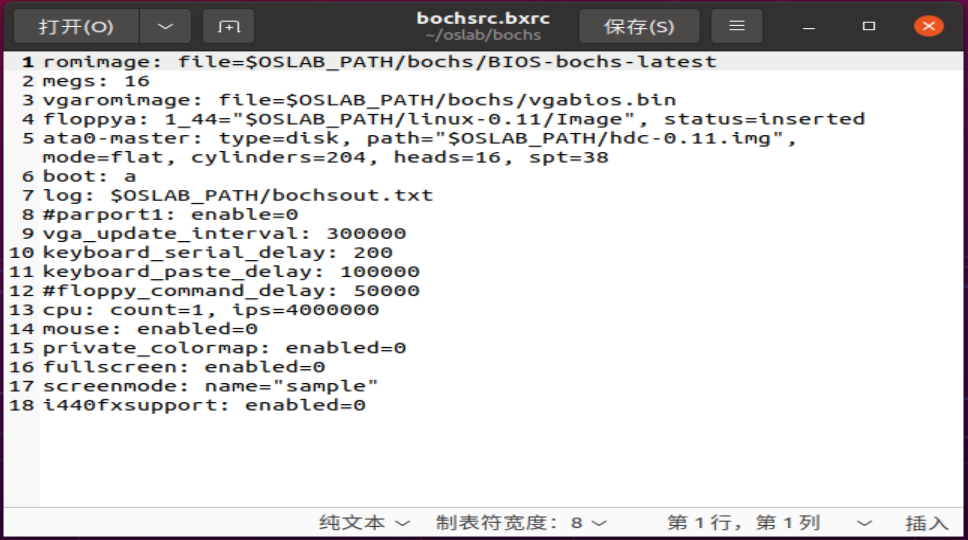 打开(O)
bochsrc.bxrc
~/oslab/bochs
保存(S)
1 romimage: file=$OSLAB_PATH/bochs/BIOS-bochs-latest
2 megs: 16
3 vgaromimage: file=$OSLAB_PATH/bochs/vgabios.bin
4 floppya: 1_44="$OSLAB_PATH/linux-0.11/Image", status=inserted
5 ata0-master: type=disk, path="$OSLAB_PATH/hdc-0.11.img",
mode=flat, cylinders=204, heads=16, spt=38
6 boot: a
7 log: $OSLAB_PATH/bochsout.txt
8 #parport1: enable=0
9 vga_update_interval: 300000
10 keyboard_serial_delay: 200
11 keyboard_paste_delay: 100000
12 #floppy_command_delay: 50000
13 cpu: count=1, ips=4000000
14 mouse: enabled=0
15 private_colormap: enabled=0
16 fullscreen: enabled=0
17 screenmode: name="sample"
18 i440fxsupport: enabled=0
纯文本 制表符宽度: 8 第 1 行, 第 1 列 插入